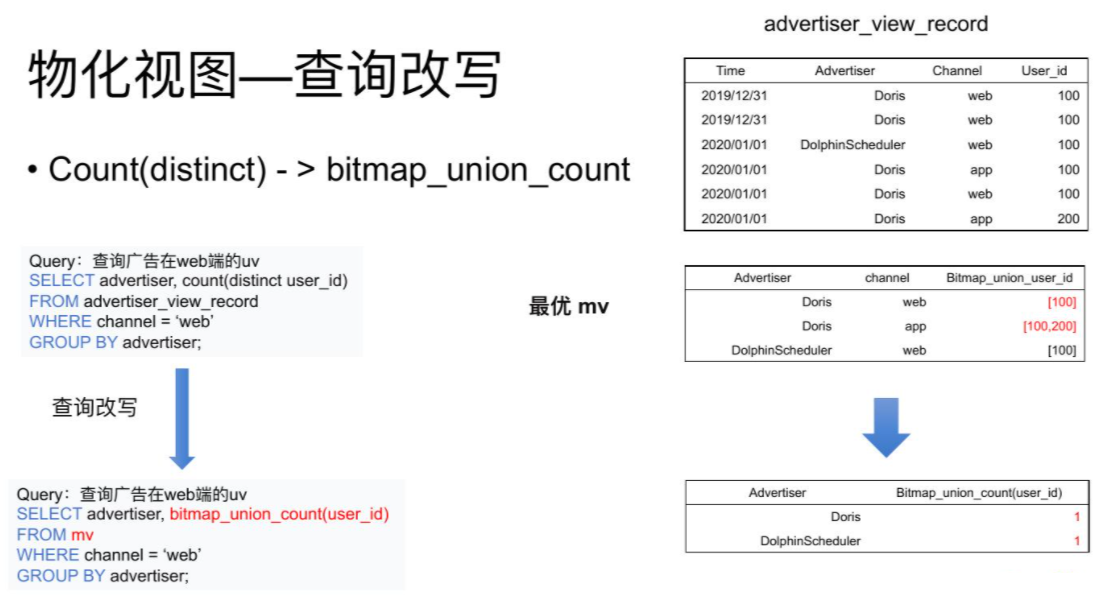 物化视图—查询改写
• Count(distinct) - > bitmap_union_count
Query：查询广告在web端的uv
SELECT advertiser, count(distinct user_id)
FROM advertiser_view_record
WHERE channel = ‘web’
GROUP BY advertiser;
查询改写
Query：查询广告在web端的uv
SELECT advertiser, bitmap_union_count(user_id)
FROM mv
WHERE channel = ‘web’
GROUP BY advertiser;
最优 mv
advertiser_view_record
Time Advertiser Channel User_id
2019/12/31 Doris web 100
2019/12/31 Doris web 100
2020/01/01 DolphinScheduler web 100
2020/01/01 Doris app 100
2020/01/01 Doris web 100
2020/01/01 Doris app 200
Advertiser channel Bitmap_union_user_id
Doris web [100]
Doris app [100,200]
DolphinScheduler web [100]
Advertiser Bitmap_union_count(user_id)
Doris 1
DolphinScheduler 1